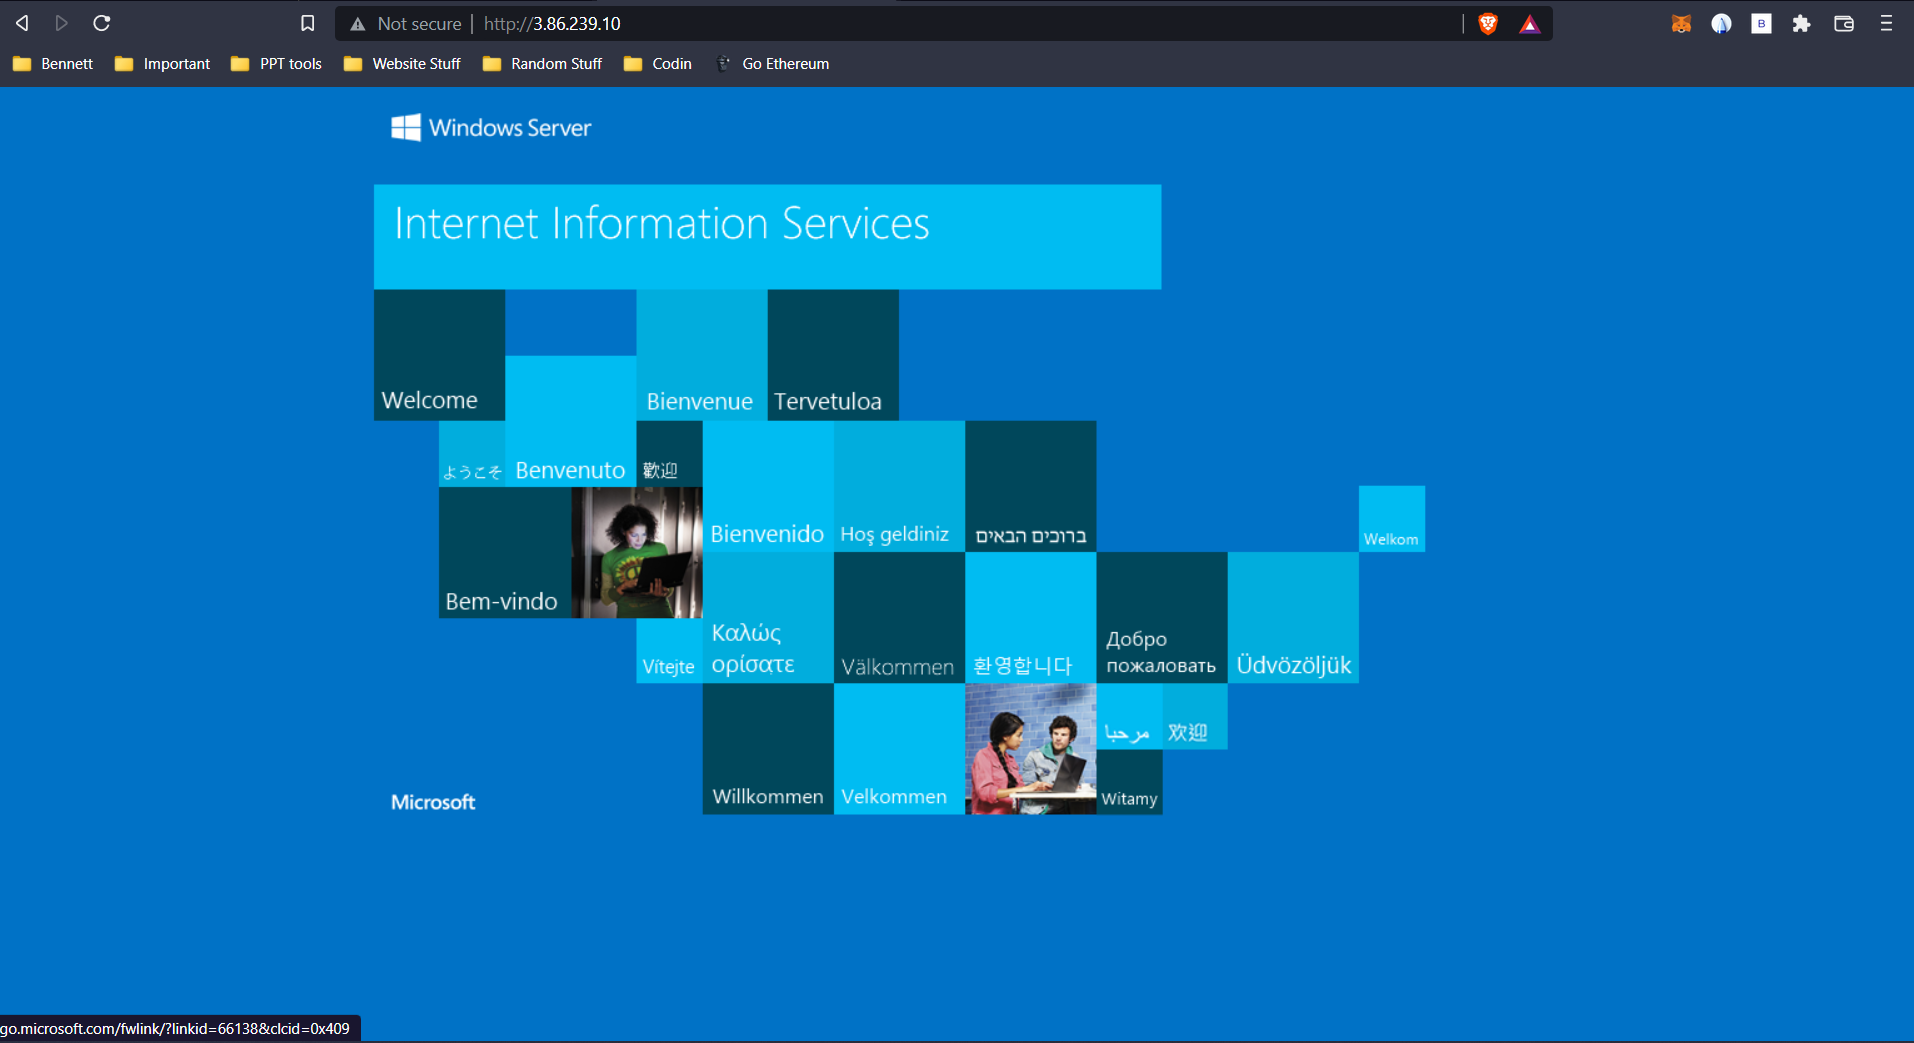 Not secure
http://3.86.239.10
B
Bennett
Important
PPT tools
Website Stuff
Random Stuff
Codin
Go Ethereum
Windows Server
Internet Information Services
Welcome
Bienvenue
Tervetuloa
ようこそ
Benvenuto
歡迎
Bienvenido
Hoş geldiniz
ברוכים הבאים
Welkom
Bem-vindo
Vítejte
Καλώς
ορίσατε
Välkommen
환영합니다
Добро
пожаловать
Üdvözöljük
Microsoft
Willkommen
Velkommen
مرحبا
欢迎
Witamy
go.microsoft.com/fwlink/?linkid=66138&clcid=0x409